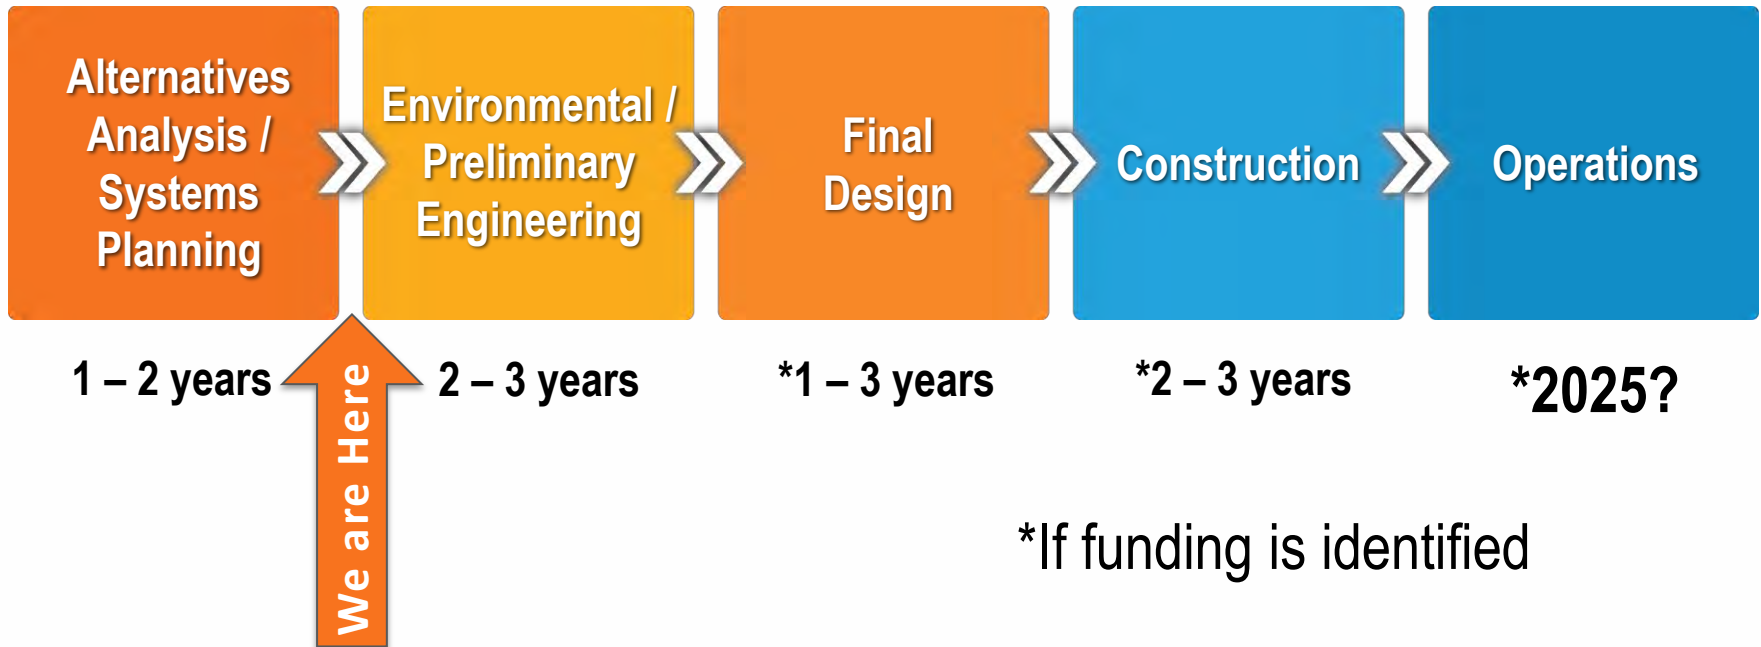 Alternatives
Analysis /
Systems
Planning
Environmental /
Preliminary
Engineering
Final
Design
Construction
Operations
1 – 2 years
2 – 3 years
*1 – 3 years
*2 – 3 years
*2025?
We are Here
*If funding is identified